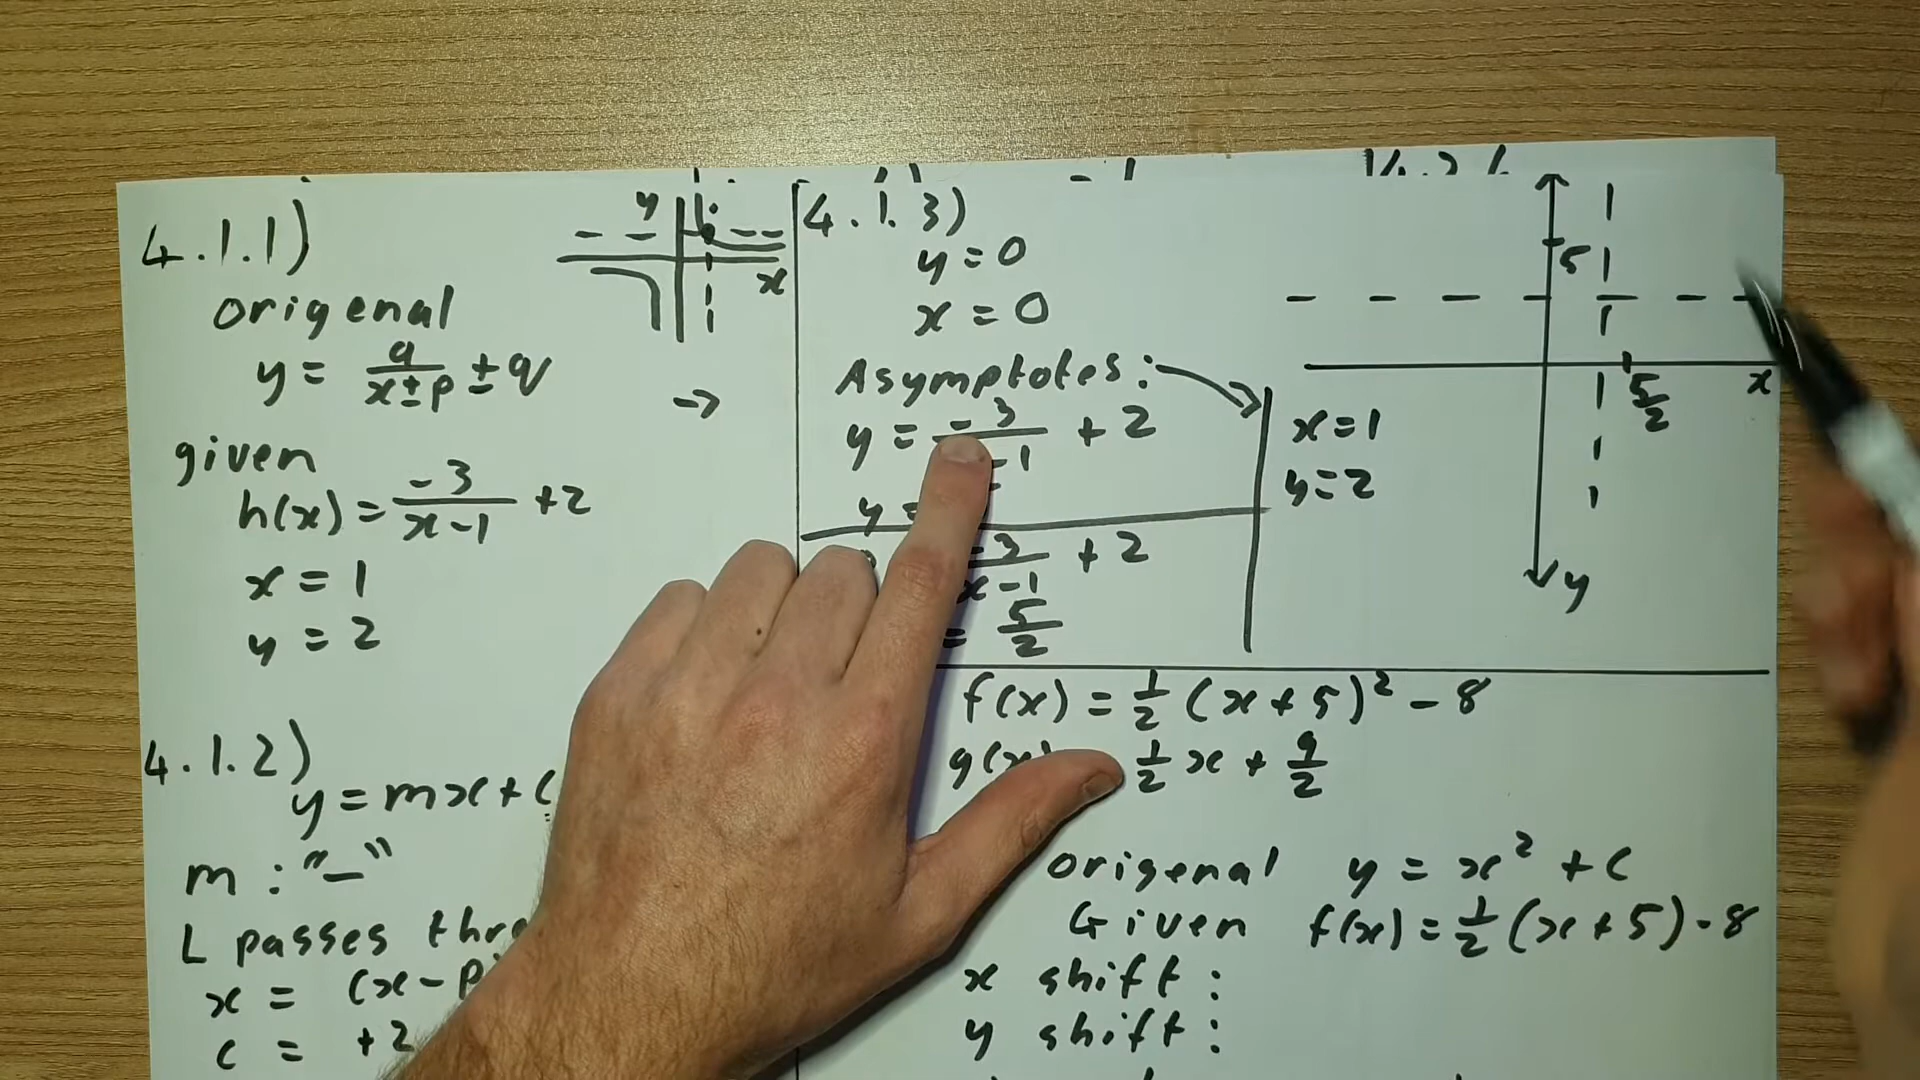 4.1.1)
origenal
y = a/x±p ± q
→
given
h(x) = -3/x-1 +2
x = 1
y = 2
y
x
4.1.2)
y = mx + c
m : "−"
L passes
x = (x-p
c = +2
4.1.3)
y = 0
x = 0
Asymptotes :
y = -3/-1 + 2
y =
-3/x-1 + 2
= 5/2
x = 1
y = 2
5
5/2
x
y
f(x) = 1/2 (x+5)² - 8
g(x) 1/2 x + 9/2
origenal y = x² + c
Given f(x) = 1/2 (x+5) - 8
x shift :
y shift :